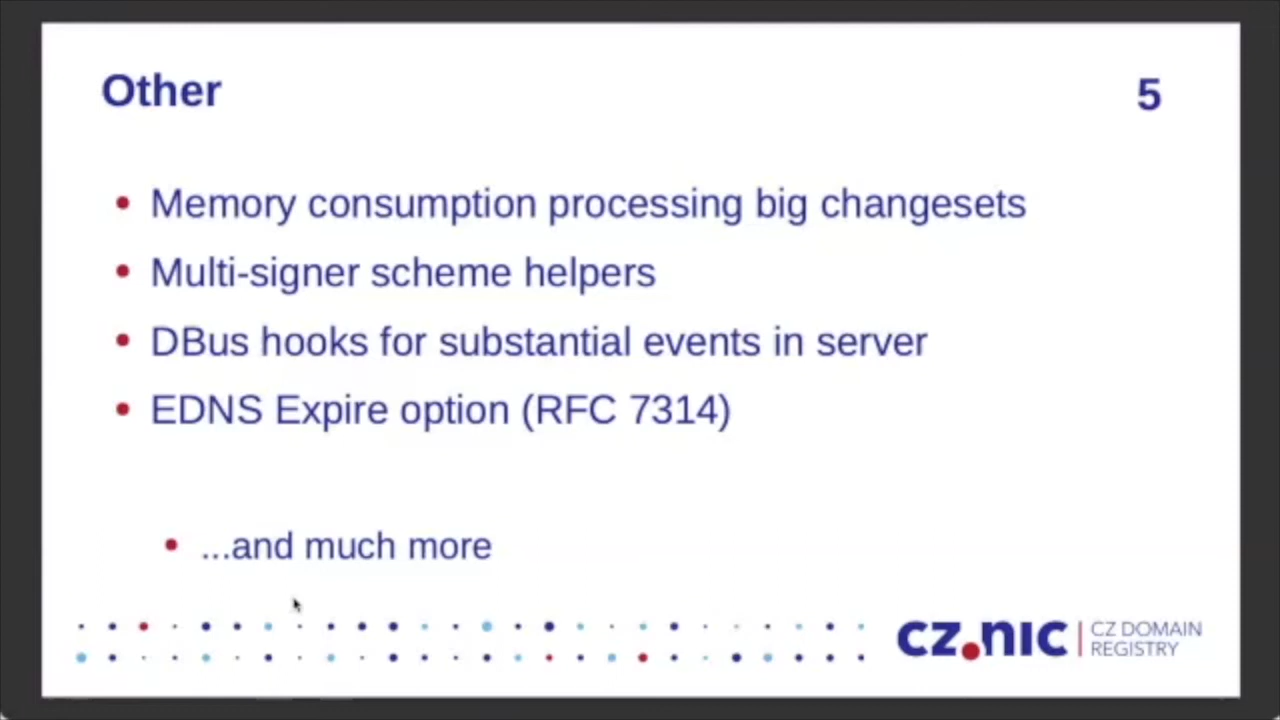 Other
5
• Memory consumption processing big changesets
• Multi-signer scheme helpers
• DBus hooks for substantial events in server
• EDNS Expire option (RFC 7314)
• ...and much more
CZ.NIC | CZ DOMAIN
REGISTRY